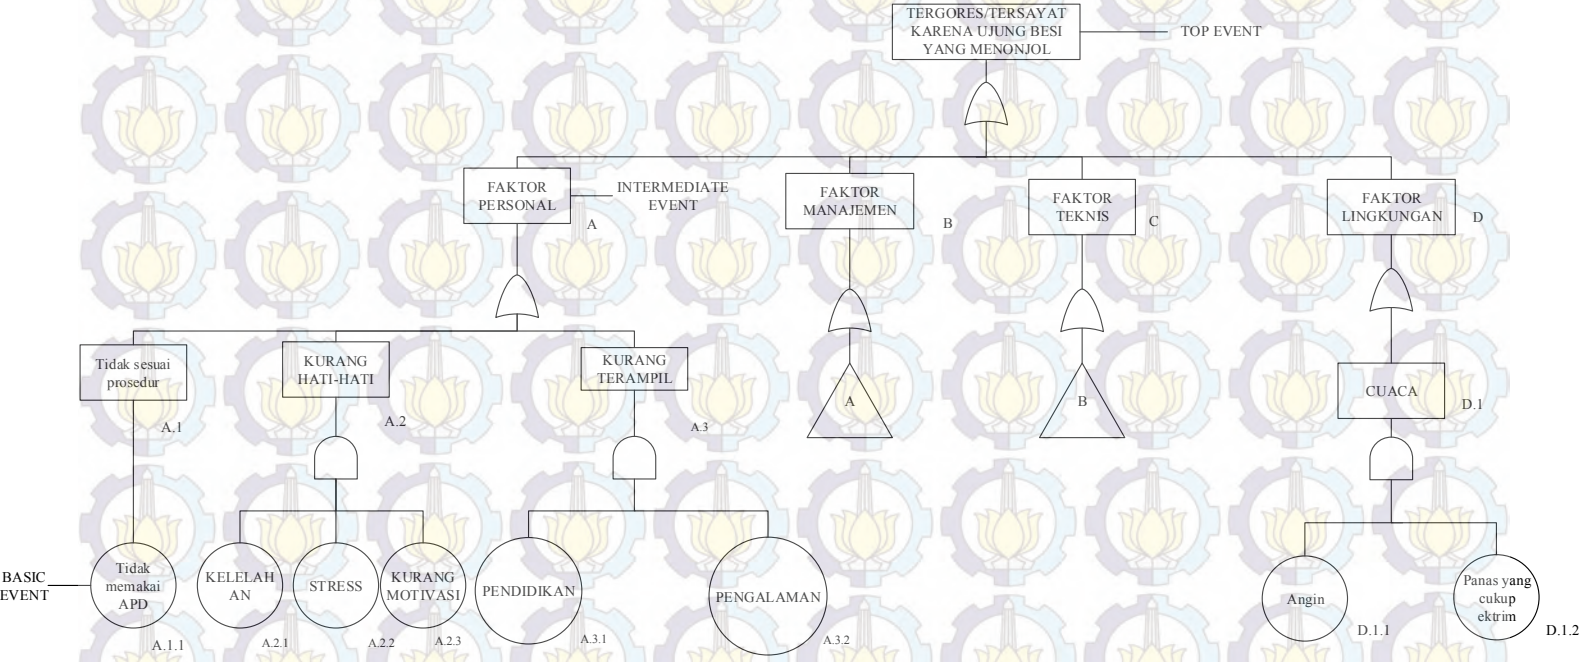 TERGORES/TERSAYAT
KARENA UJUNG BESI
YANG MENONJOL
TOP EVENT
FAKTOR
PERSONAL
INTERMEDIATE
EVENT
A
FAKTOR
MANAJEMEN
B
FAKTOR
TEKNIS
C
FAKTOR
LINGKUNGAN
D
Tidak sesuai
prosedur
A.1
KURANG
HATI-HATI
A.2
KURANG
TERAMPIL
A.3
A
B
CUACA
D.1
BASIC
EVENT
Tidak
memakai
APD
A.1.1
KELELAH
AN
A.2.1
STRESS
A.2.2
KURANG
MOTIVASI
A.2.3
PENDIDIKAN
A.3.1
PENGALAMAN
A.3.2
Angin
D.1.1
Panas yang
cukup
ektrim
D.1.2